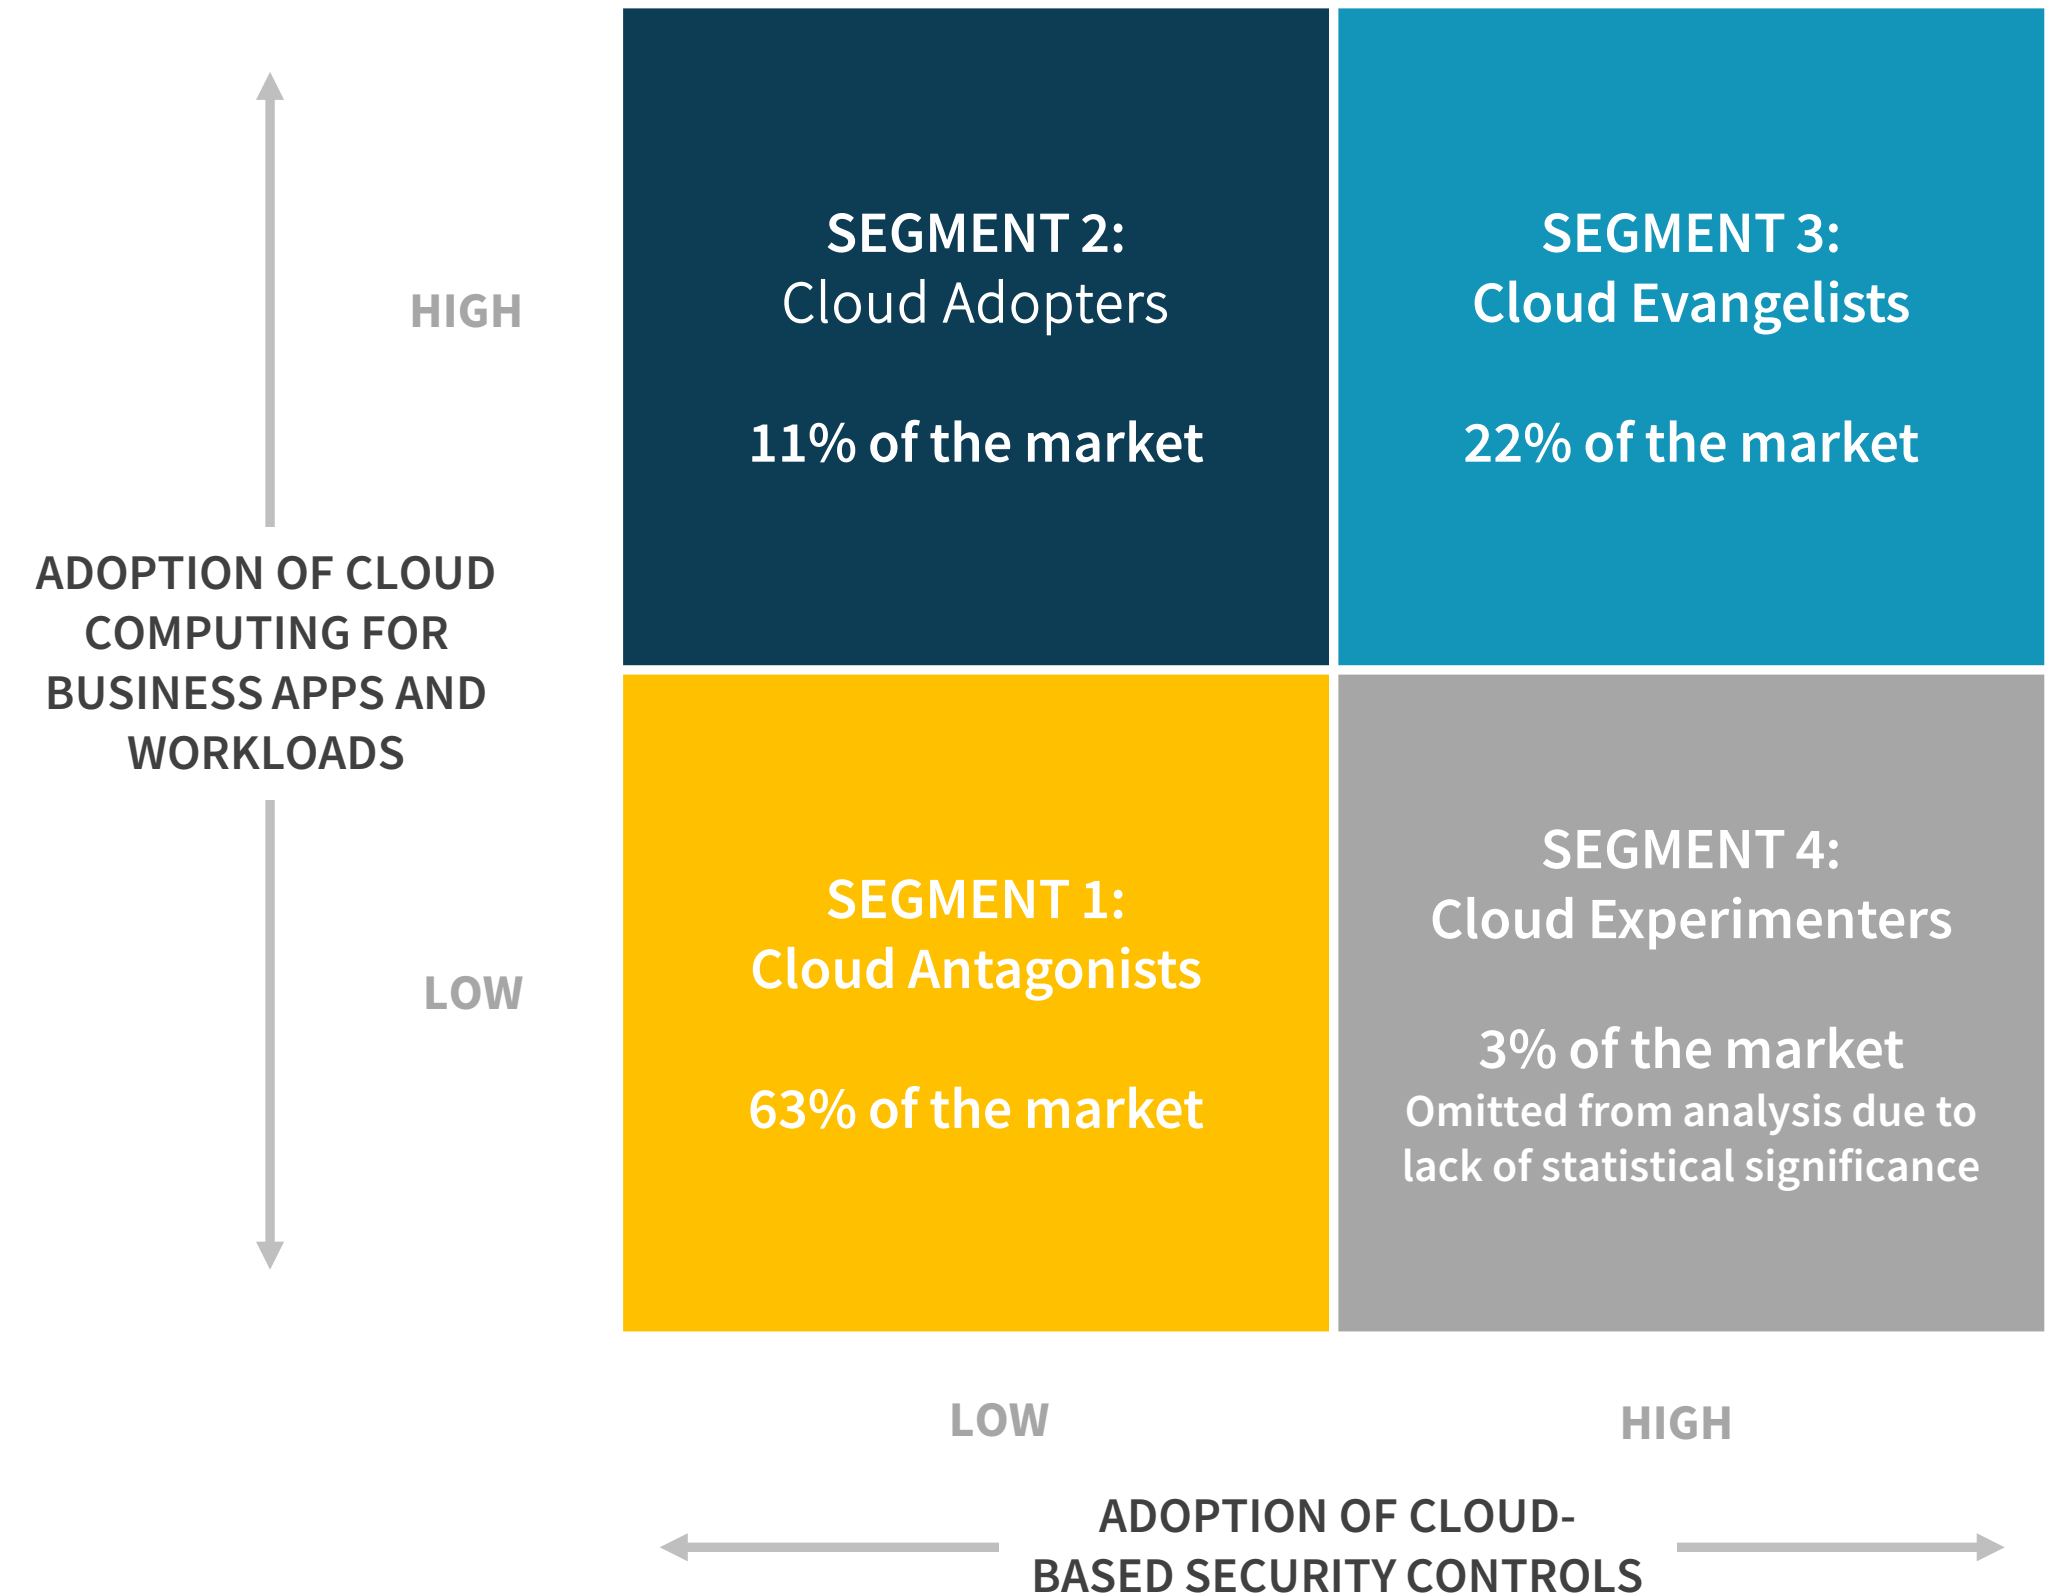 SEGMENT 2:
Cloud Adopters
11% of the market
SEGMENT 3:
Cloud Evangelists
22% of the market
HIGH
ADOPTION OF CLOUD
COMPUTING FOR
BUSINESS APPS AND
WORKLOADS
LOW
SEGMENT 1:
Cloud Antagonists
63% of the market
SEGMENT 4:
Cloud Experimenters
3% of the market
Omitted from analysis due to
lack of statistical significance
LOW
HIGH
ADOPTION OF CLOUD-
BASED SECURITY CONTROLS